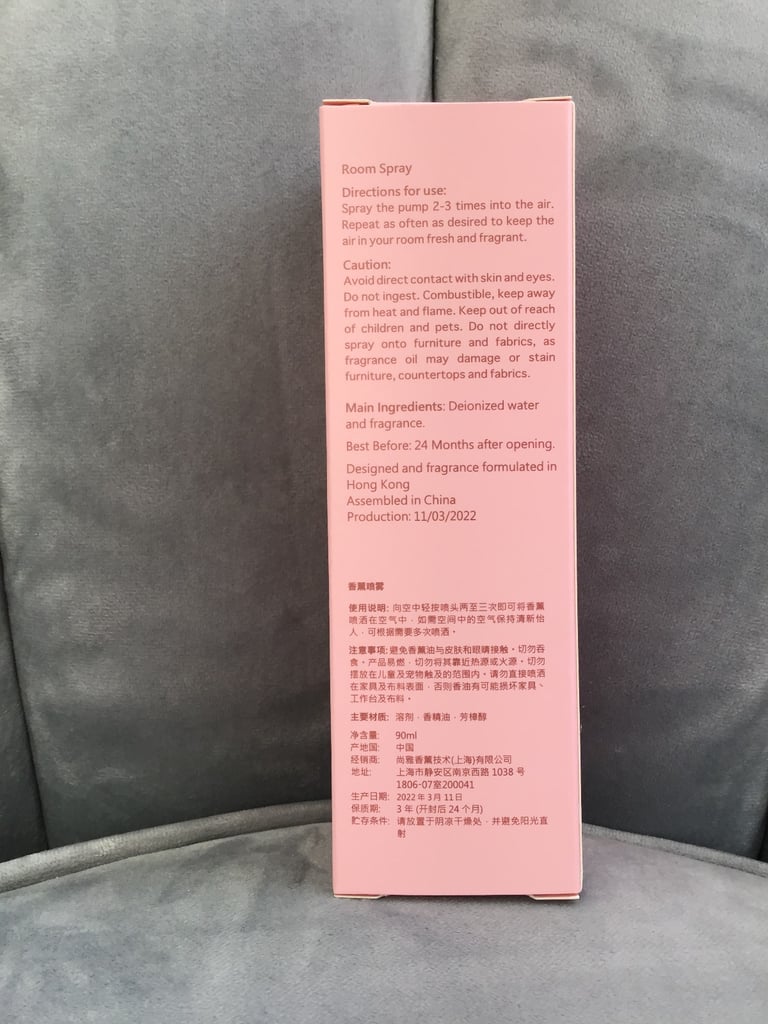 Room Spray
Directions for use:
Spray the pump 2-3 times into the air.
Repeat as often as desired to keep the
air in your room fresh and fragrant.
Caution:
Avoid direct contact with skin and eyes.
Do not ingest. Combustible, keep away
from heat and flame. Keep out of reach
of children and pets. Do not directly
spray onto furniture and fabrics, as
fragrance oil may damage or stain
furniture, countertops and fabrics.
Main Ingredients: Deionized water
and fragrance.
Best Before: 24 Months after opening.
Designed and fragrance formulated in
Hong Kong
Assembled in China
Production: 11/03/2022
香薰喷雾
使用说明: 向空中轻按喷头两至三次即可将香薰
喷洒在空气中，如需空间中的空气保持清新怡
人，可根据需要多次喷洒。
注意事项: 避免香薰油与皮肤和眼睛接触。切勿吞
食。产品易燃，切勿将其靠近热源或火源。切勿
摆放在儿童及宠物触及的范围内。请勿直接喷洒
在家具及布料表面，否则香油有可能损坏家具、
工作台及布料。
主要材质: 溶剂，香精油，芳樟醇
净含量: 90ml
产地国: 中国
经销商: 尚雅香薰技术(上海)有限公司
地址: 上海市静安区南京西路 1038 号
1806-07室200041
生产日期: 2022 年 3 月 11日
保质期: 3 年 (开封后 24 个月)
贮存条件: 请放置于阴凉干燥处，并避免阳光直
射